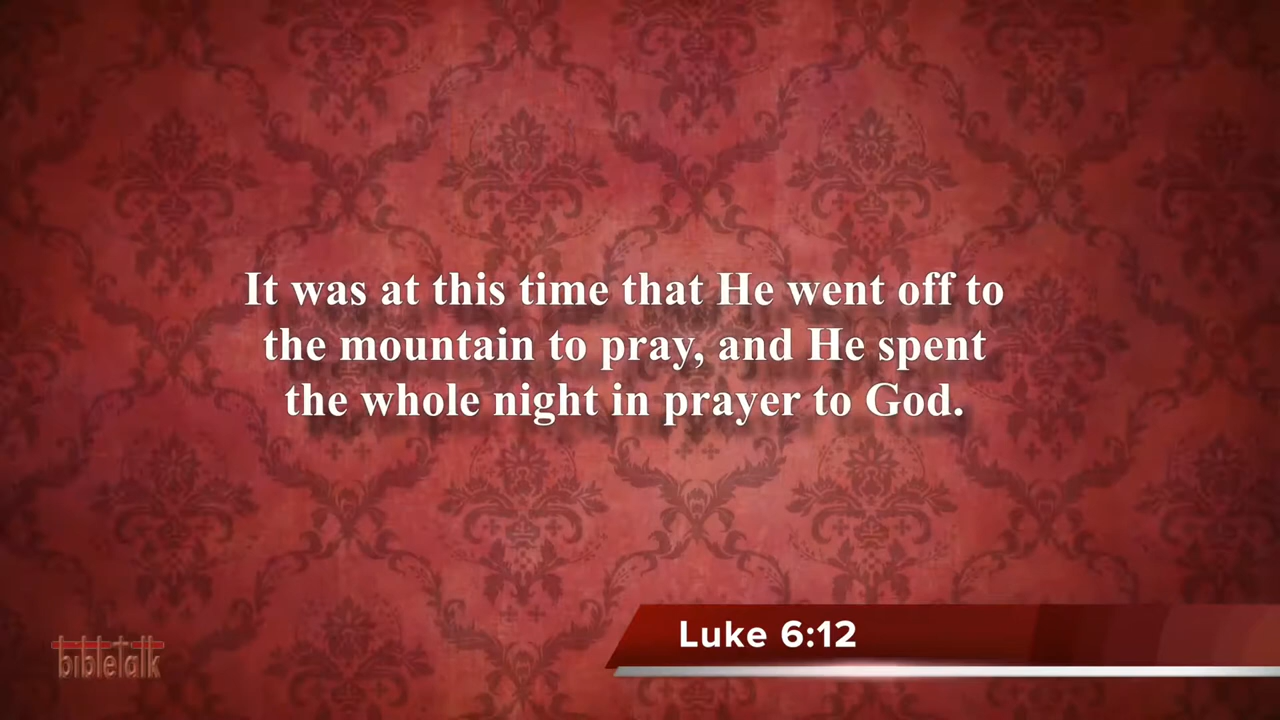 It was at this time that He went off to
the mountain to pray, and He spent
the whole night in prayer to God.
Luke 6:12
bibletalk